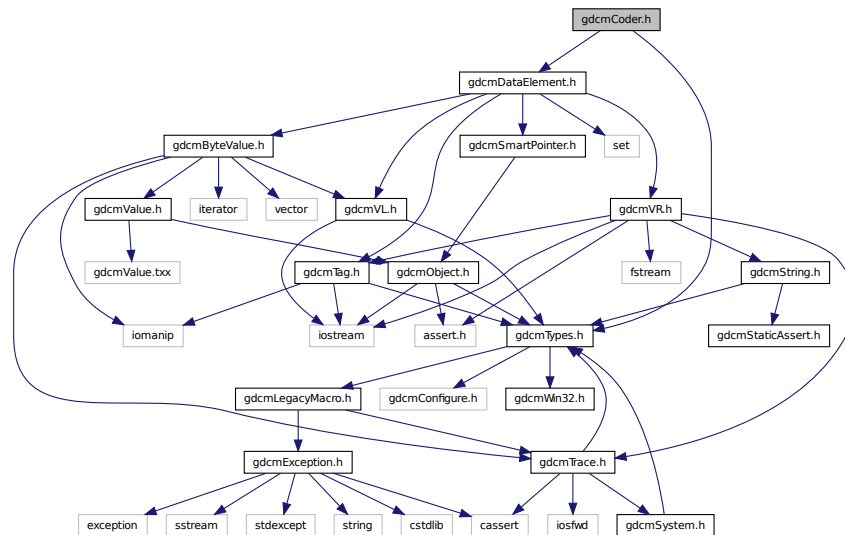 gdcmCoder.h
gdcmDataElement.h
gdcmByteValue.h
gdcmSmartPointer.h
set
gdcmValue.h
iterator
vector
gdcmVL.h
gdcmVR.h
gdcmValue.txx
gdcmTag.h
gdcmObject.h
fstream
gdcmString.h
iomanip
iostream
assert.h
gdcmTypes.h
gdcmStaticAssert.h
gdcmLegacyMacro.h
gdcmConfigure.h
gdcmWin32.h
gdcmException.h
gdcmTrace.h
exception
sstream
stdexcept
string
cstdlib
cassert
iosfwd
gdcmSystem.h